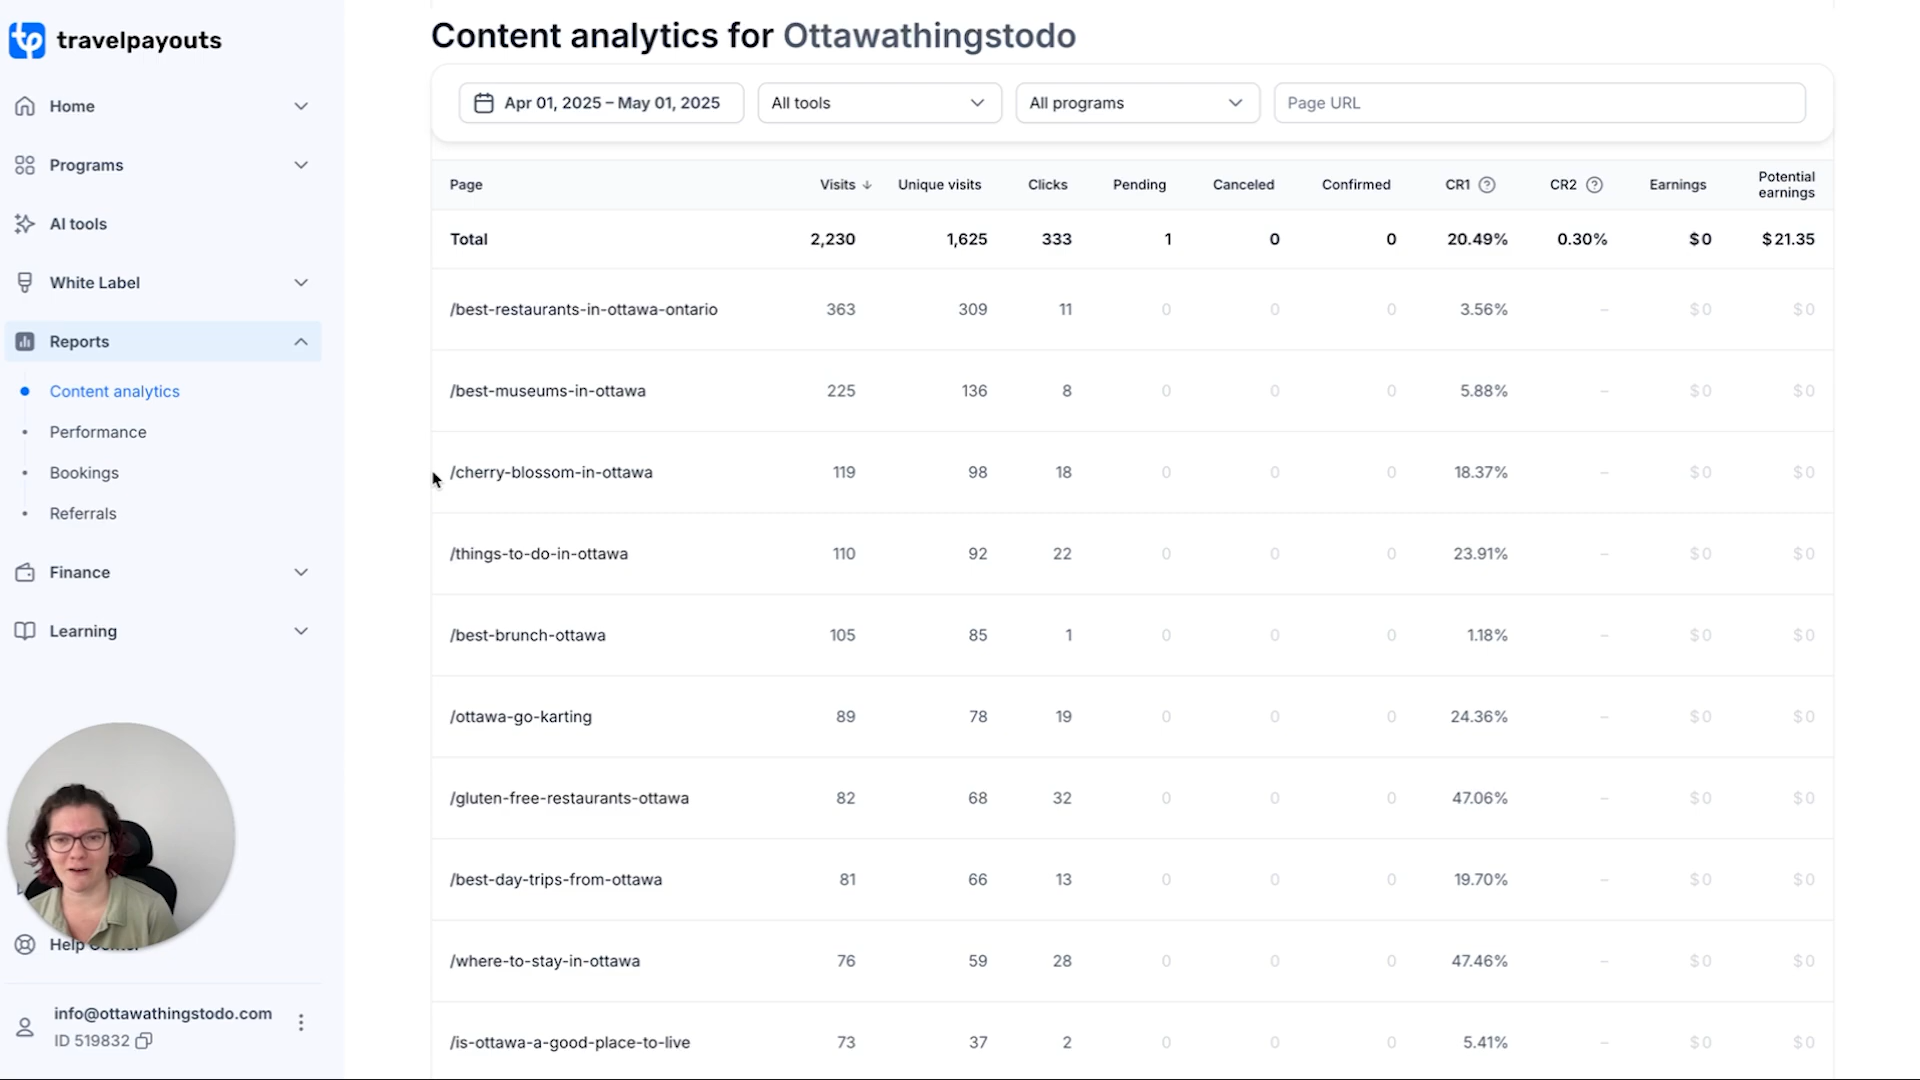 travelpayouts
Home
Programs
AI tools
White Label
Reports
Content analytics
Performance
Bookings
Referrals
Finance
Learning
Help
info@ottawathingstodo.com
ID 519832
Content analytics for Ottawathingstodo
Apr 01, 2025 – May 01, 2025 All tools All programs Page URL
Page Visits ↓ Unique visits Clicks Pending Canceled Confirmed CR1 ? CR2 ? Earnings Potential earnings
Total 2,230 1,625 333 1 0 0 20.49% 0.30% $0 $21.35
/best-restaurants-in-ottawa-ontario 363 309 11 0 0 0 3.56% – $0 $0
/best-museums-in-ottawa 225 136 8 0 0 0 5.88% – $0 $0
/cherry-blossom-in-ottawa 119 98 18 0 0 0 18.37% – $0 $0
/things-to-do-in-ottawa 110 92 22 0 0 0 23.91% – $0 $0
/best-brunch-ottawa 105 85 1 0 0 0 1.18% – $0 $0
/ottawa-go-karting 89 78 19 0 0 0 24.36% – $0 $0
/gluten-free-restaurants-ottawa 82 68 32 0 0 0 47.06% – $0 $0
/best-day-trips-from-ottawa 81 66 13 0 0 0 19.70% – $0 $0
/where-to-stay-in-ottawa 76 59 28 0 0 0 47.46% – $0 $0
/is-ottawa-a-good-place-to-live 73 37 2 0 0 0 5.41% – $0 $0